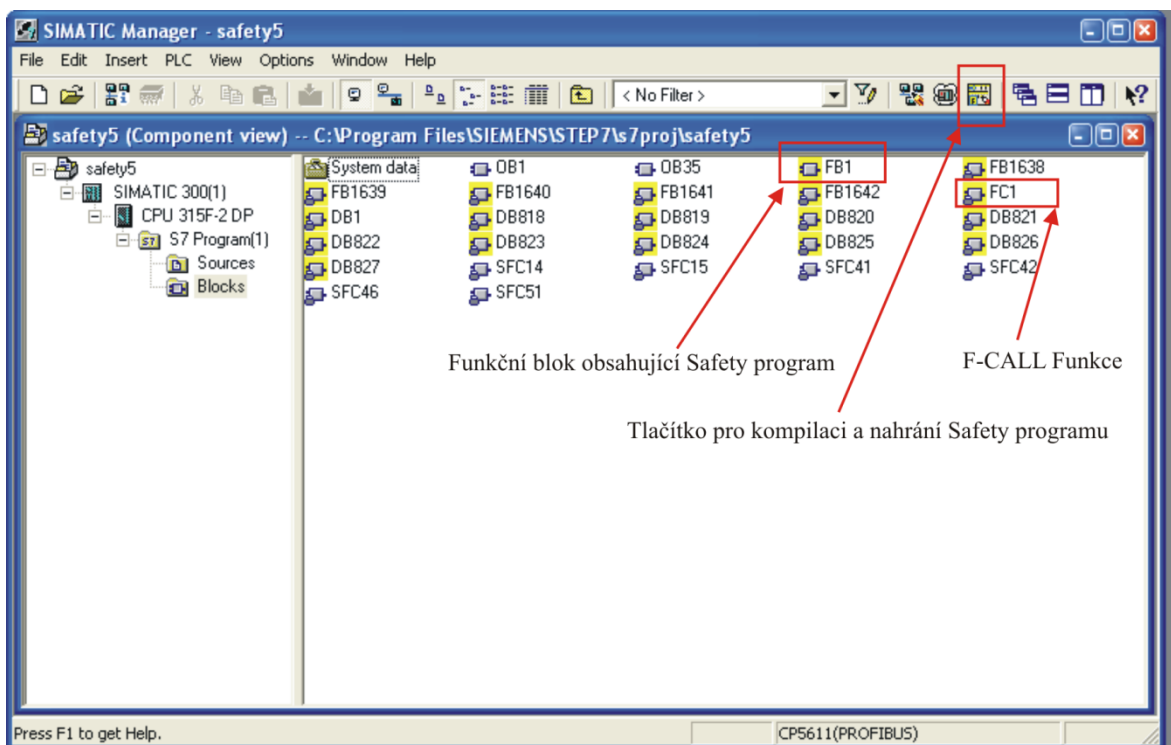 SIMATIC Manager - safety5
File Edit Insert PLC View Options Window Help
< No Filter >
safety5 (Component view) -- C:\Program Files\SIEMENS\STEP7\s7proj\safety5
safety5
SIMATIC 300(1)
CPU 315F-2 DP
S7 Program(1)
Sources
Blocks
System data OB1 OB35 FB1 FB1638
FB1639 FB1640 FB1641 FB1642 FC1
DB1 DB818 DB819 DB820 DB821
DB822 DB823 DB824 DB825 DB826
DB827 SFC14 SFC15 SFC41 SFC42
SFC46 SFC51
Funkční blok obsahující Safety program
F-CALL Funkce
Tlačítko pro kompilaci a nahrání Safety programu
Press F1 to get Help.
CP5611(PROFIBUS)